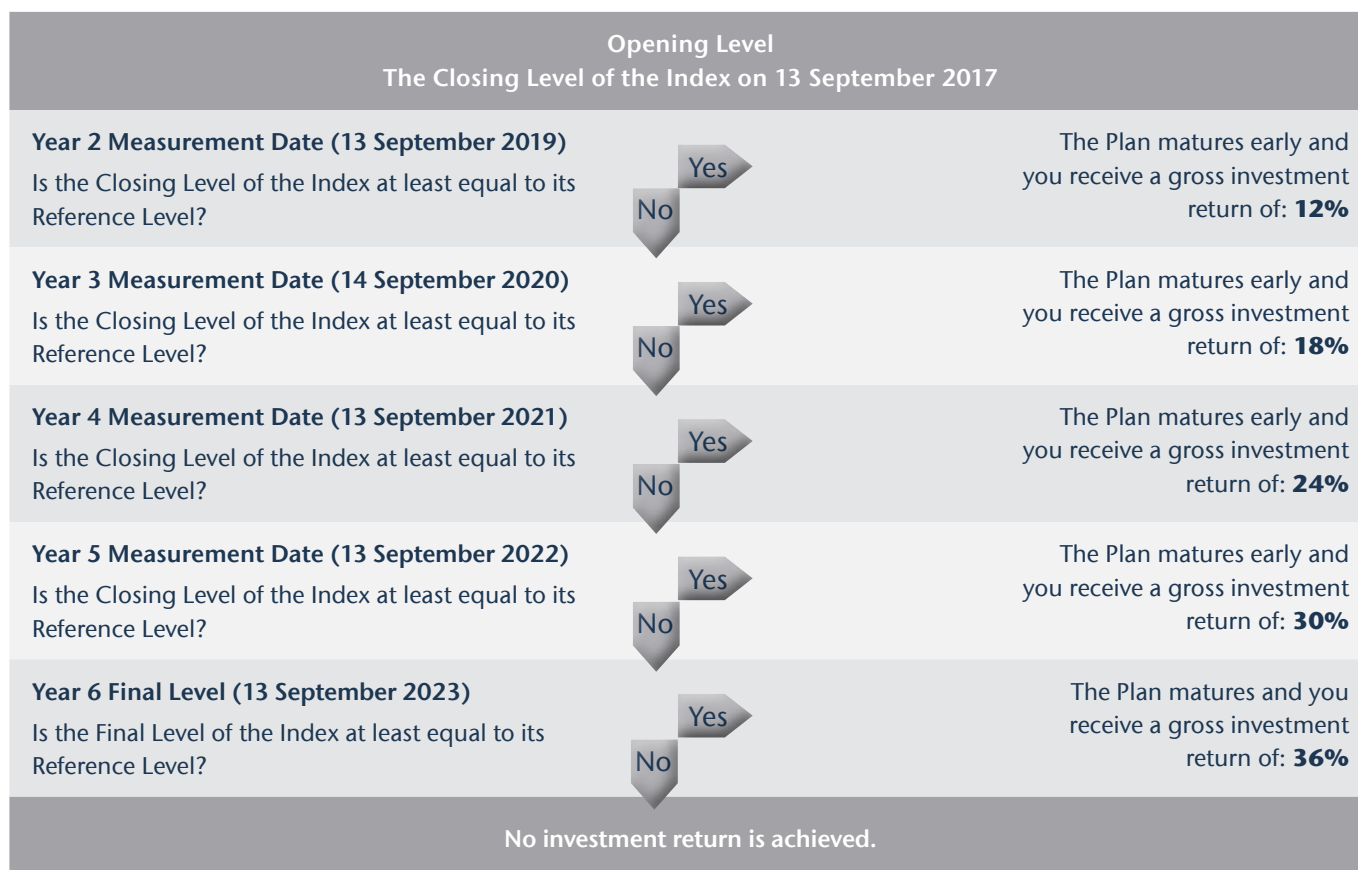 Opening Level
The Closing Level of the Index on 13 September 2017
Year 2 Measurement Date (13 September 2019)
Is the Closing Level of the Index at least equal to its
Reference Level?
Yes
No
The Plan matures early and
you receive a gross investment
return of: 12%
Year 3 Measurement Date (14 September 2020)
Is the Closing Level of the Index at least equal to its
Reference Level?
Yes
No
The Plan matures early and
you receive a gross investment
return of: 18%
Year 4 Measurement Date (13 September 2021)
Is the Closing Level of the Index at least equal to its
Reference Level?
Yes
No
The Plan matures early and
you receive a gross investment
return of: 24%
Year 5 Measurement Date (13 September 2022)
Is the Closing Level of the Index at least equal to its
Reference Level?
Yes
No
The Plan matures early and
you receive a gross investment
return of: 30%
Year 6 Final Level (13 September 2023)
Is the Final Level of the Index at least equal to its
Reference Level?
Yes
No
The Plan matures and you
receive a gross investment
return of: 36%
No investment return is achieved.